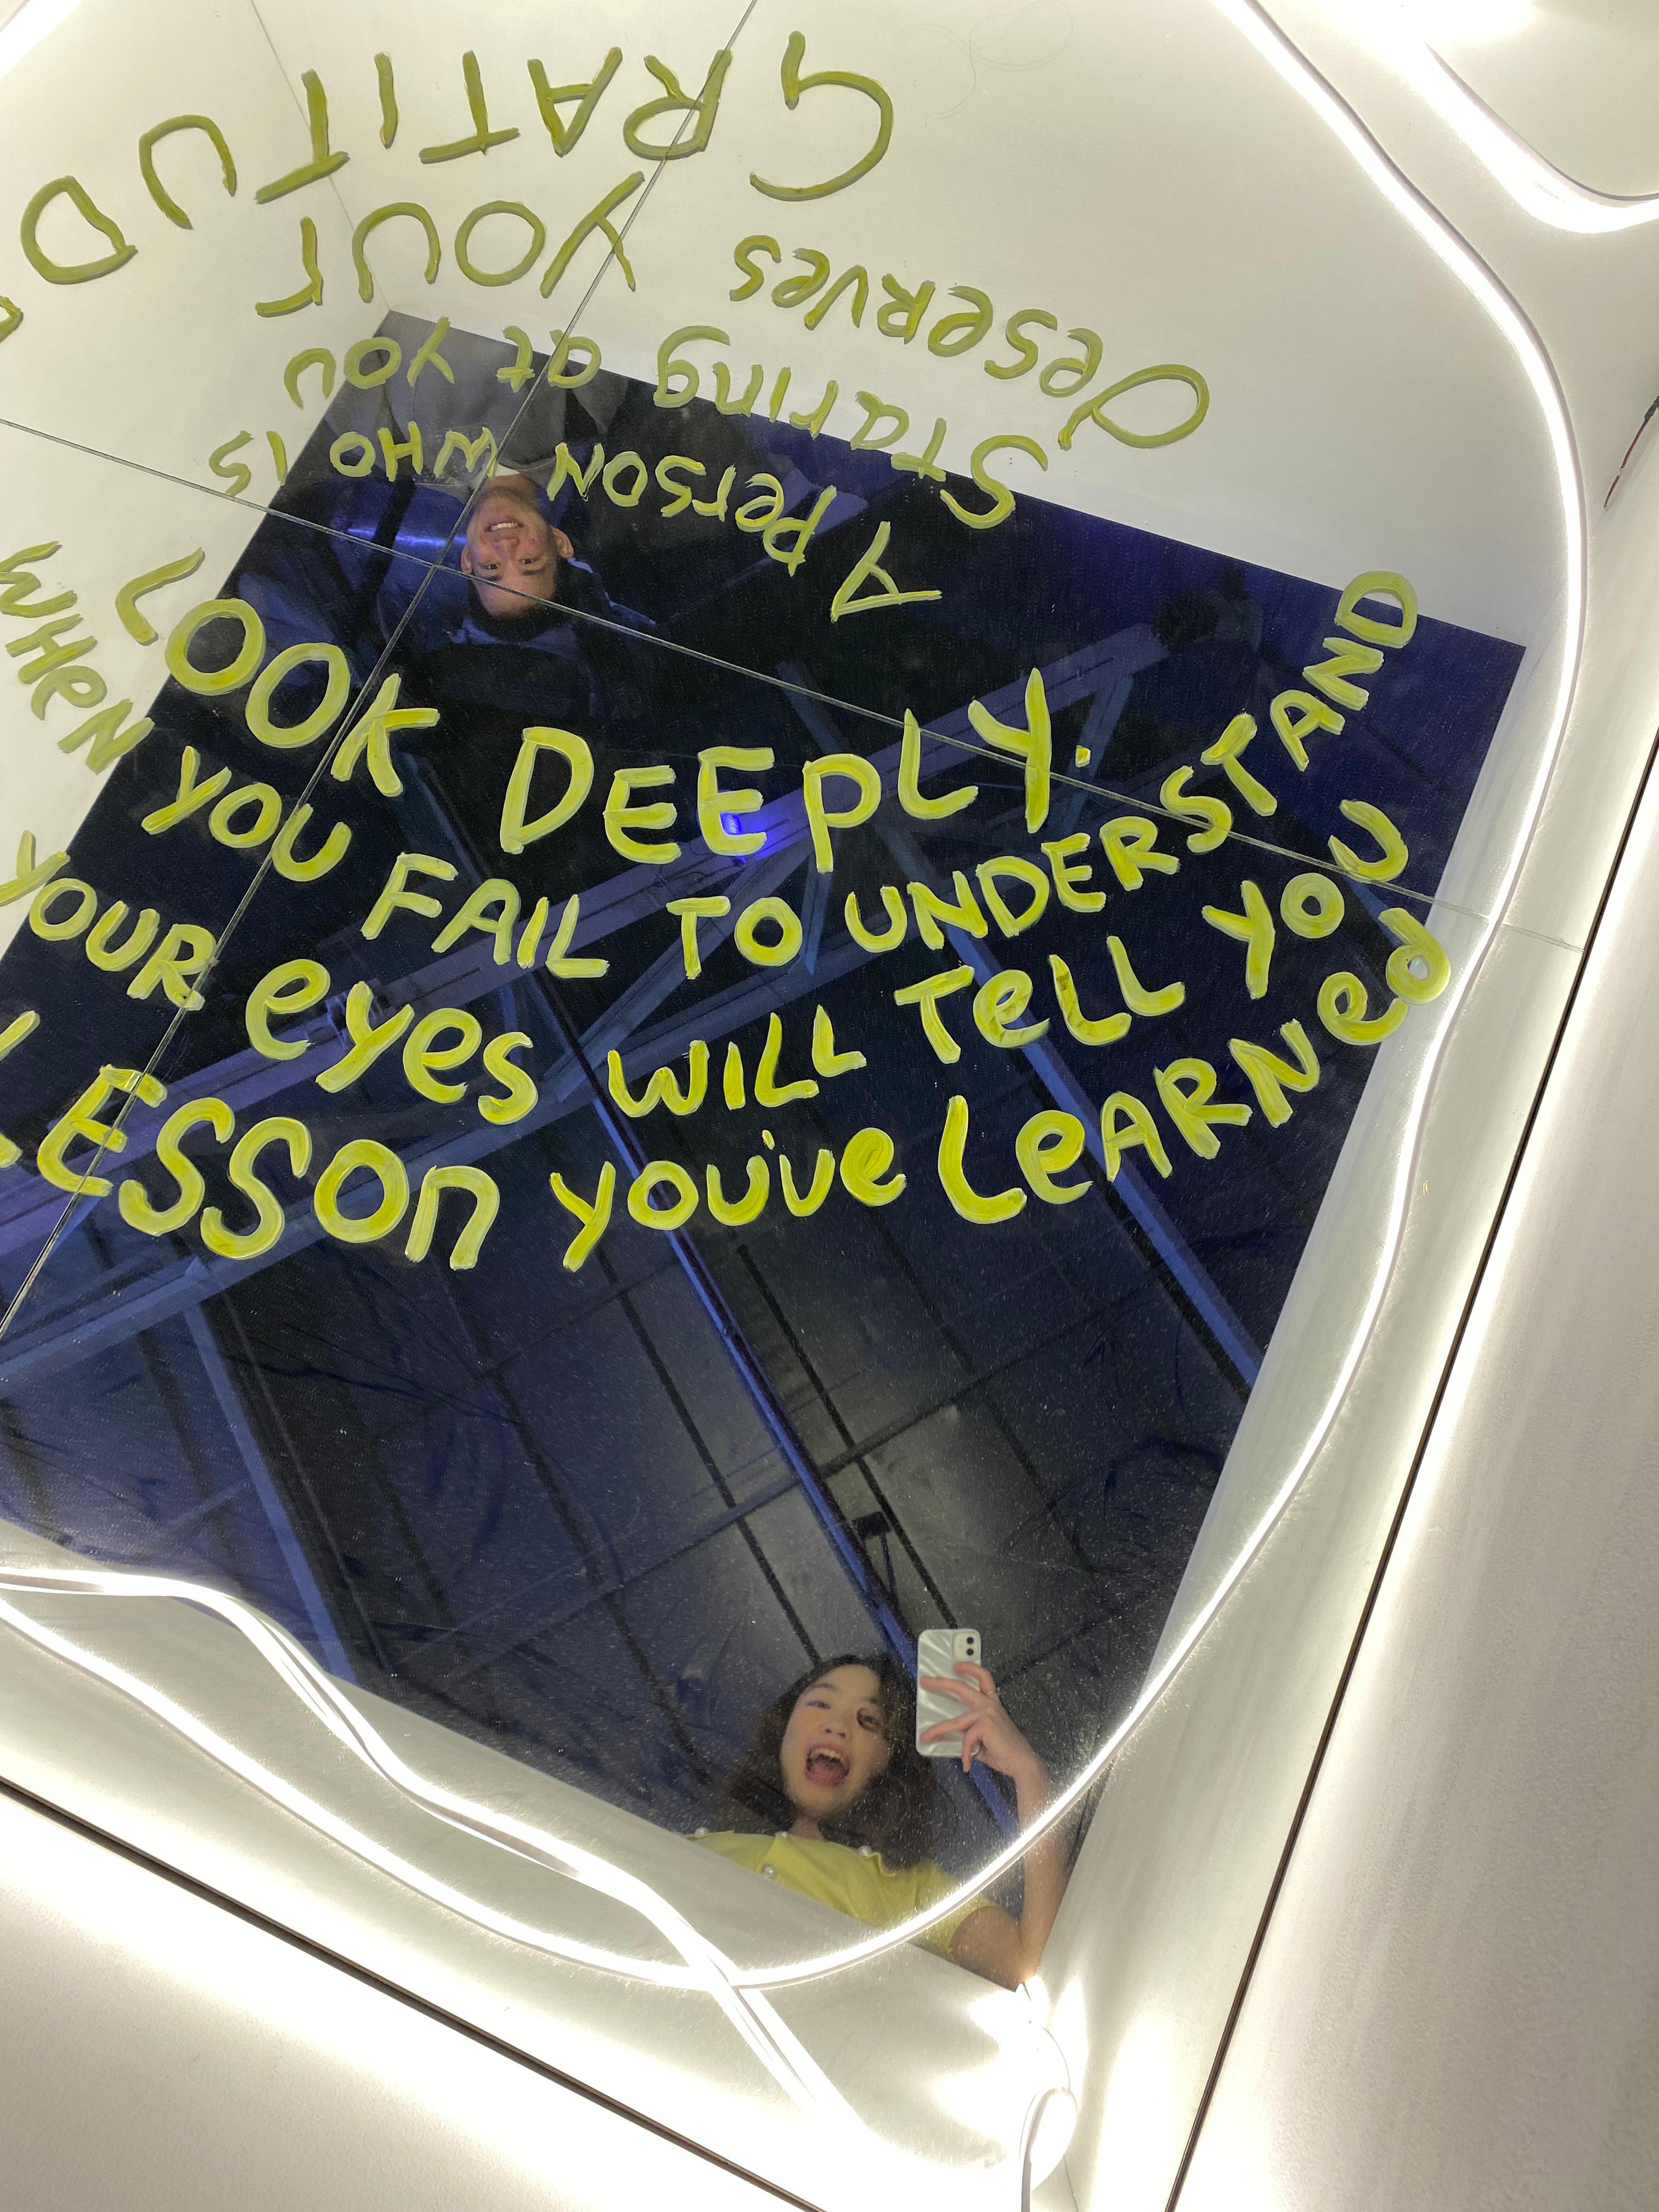 LOOK DEEPLY.
WHEN YOU FAIL TO UNDERSTAND
YOUR eyes WILL TeLL YOU
LESSON YOU'Ve LeARNeD
A PersON WHO IS
Staring at YOU
deserves YOUr
GRATITUD